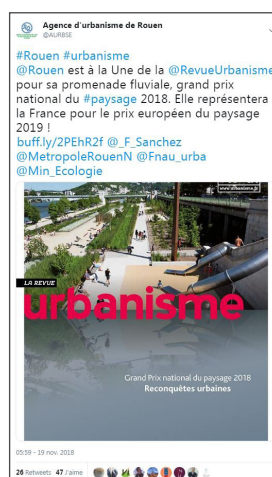 Agence d'urbanisme de Rouen
@AURBSE
#Rouen #urbanisme
@Rouen est à la Une de la @RevueUrbanisme
pour sa promenade fluviale, grand prix
national du #paysage 2018. Elle représentera
la France pour le prix européen du paysage
2019 !
buff.ly/2PEhR2f @_F_Sanchez
@MetropoleRouenN @Fnau_urba
@Min_Ecologie
www.urbanisme.fr
LA REVUE
urbanisme
Grand Prix national du paysage 2018
Reconquêtes urbaines
05:59 - 19 nov. 2018
26 Retweets 47 J'aime